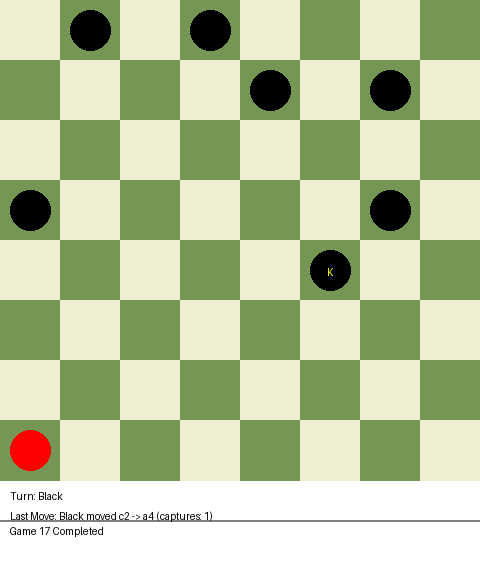 K
Turn: Black
Last Move: Black moved c2 -> a4 (captures: 1)
Game 17 Completed